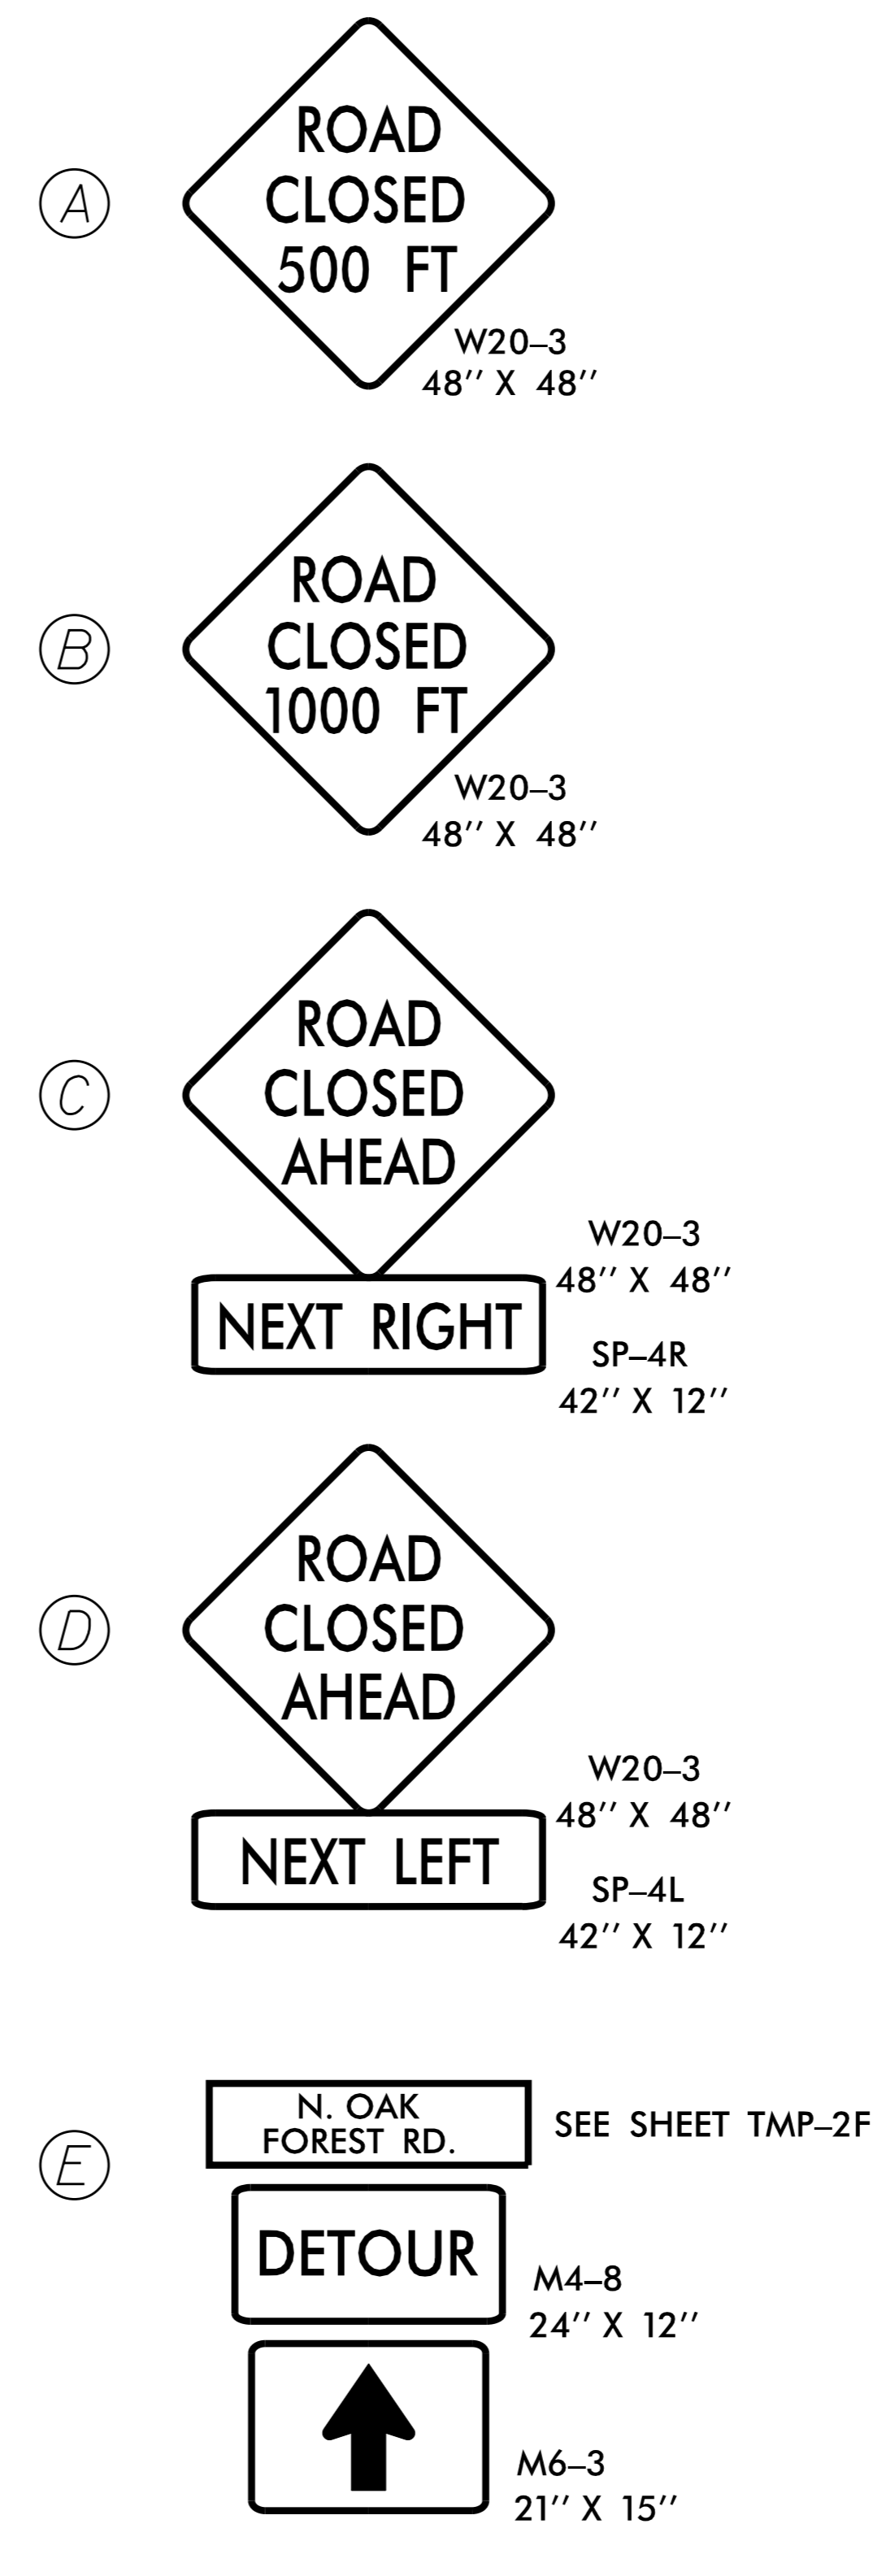 A
ROAD
CLOSED
500 FT
W20–3
48’’ X 48’’
B
ROAD
CLOSED
1000 FT
W20–3
48’’ X 48’’
C
ROAD
CLOSED
AHEAD
NEXT RIGHT
W20–3
48’’ X 48’’
SP–4R
42’’ X 12’’
D
ROAD
CLOSED
AHEAD
NEXT LEFT
W20–3
48’’ X 48’’
SP–4L
42’’ X 12’’
E
N. OAK
FOREST RD.
SEE SHEET TMP–2F
DETOUR
M4–8
24’’ X 12’’
M6–3
21’’ X 15’’